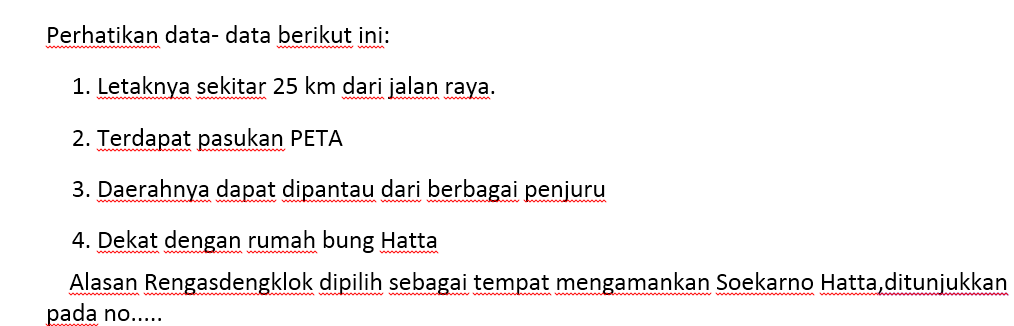 Perhatikan data- data berikut ini:
1. Letaknya sekitar 25 km dari jalan raya.
2. Terdapat pasukan PETA
3. Daerahnya dapat dipantau dari berbagai penjuru
4. Dekat dengan rumah bung Hatta
Alasan Rengasdengklok dipilih sebagai tempat mengamankan Soekarno Hatta,ditunjukkan
pada no.....